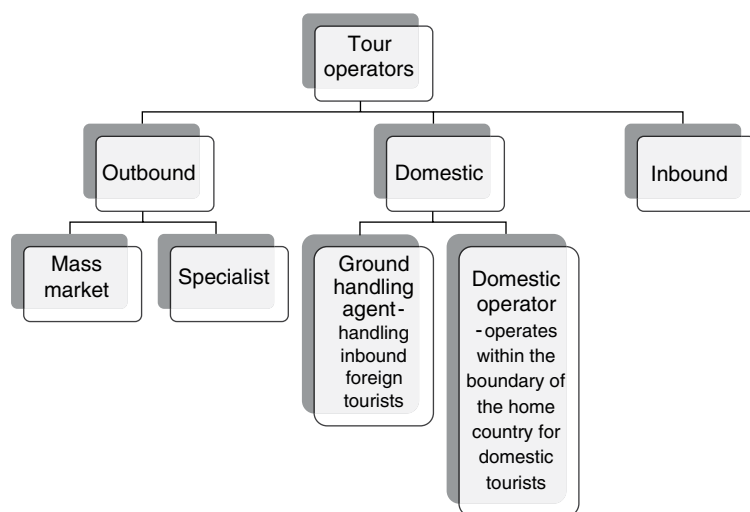 Tour
operators
Outbound
Domestic
Inbound
Mass
market
Specialist
Ground
handling
agent-
handling
inbound
foreign
tourists
Domestic
operator
-operates
within the
boundary of
the home
country for
domestic
tourists